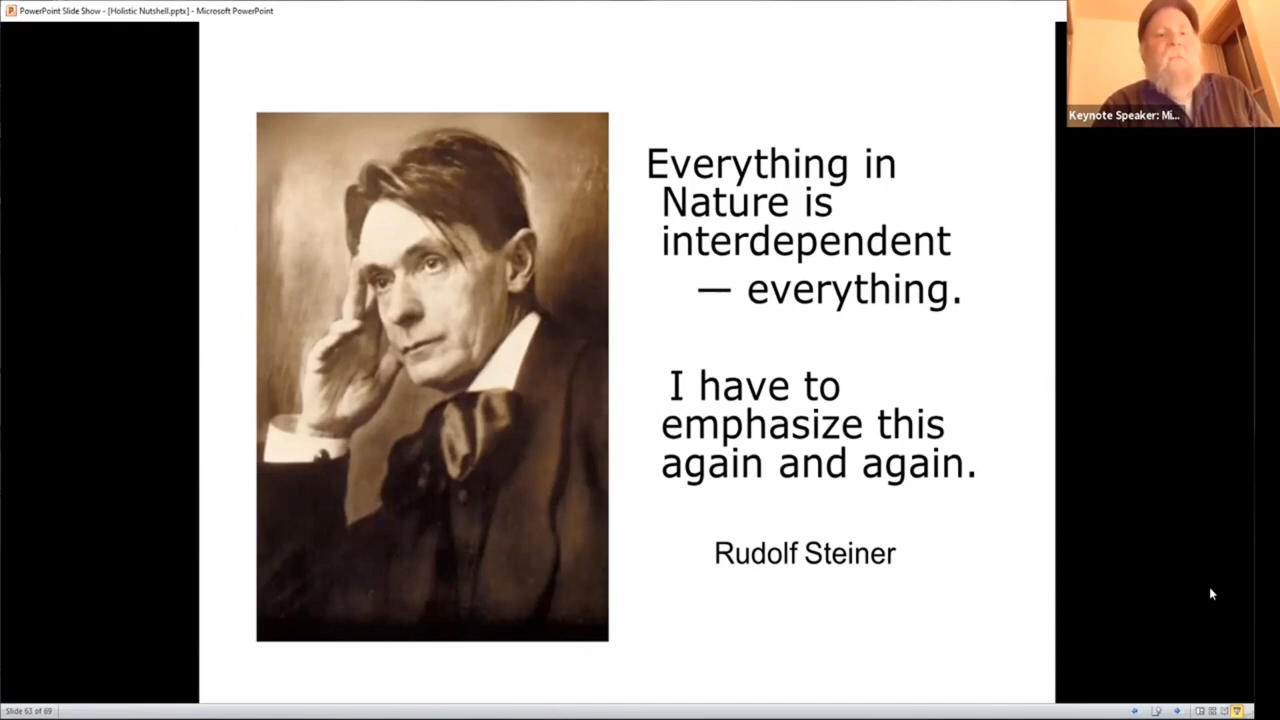 PowerPoint Slide Show - [Holistic Nutshell.pptx] - Microsoft PowerPoint
Keynote Speaker: Mi...
Everything in
Nature is
interdependent
— everything.
I have to
emphasize this
again and again.
Rudolf Steiner
Slide 63 of 69